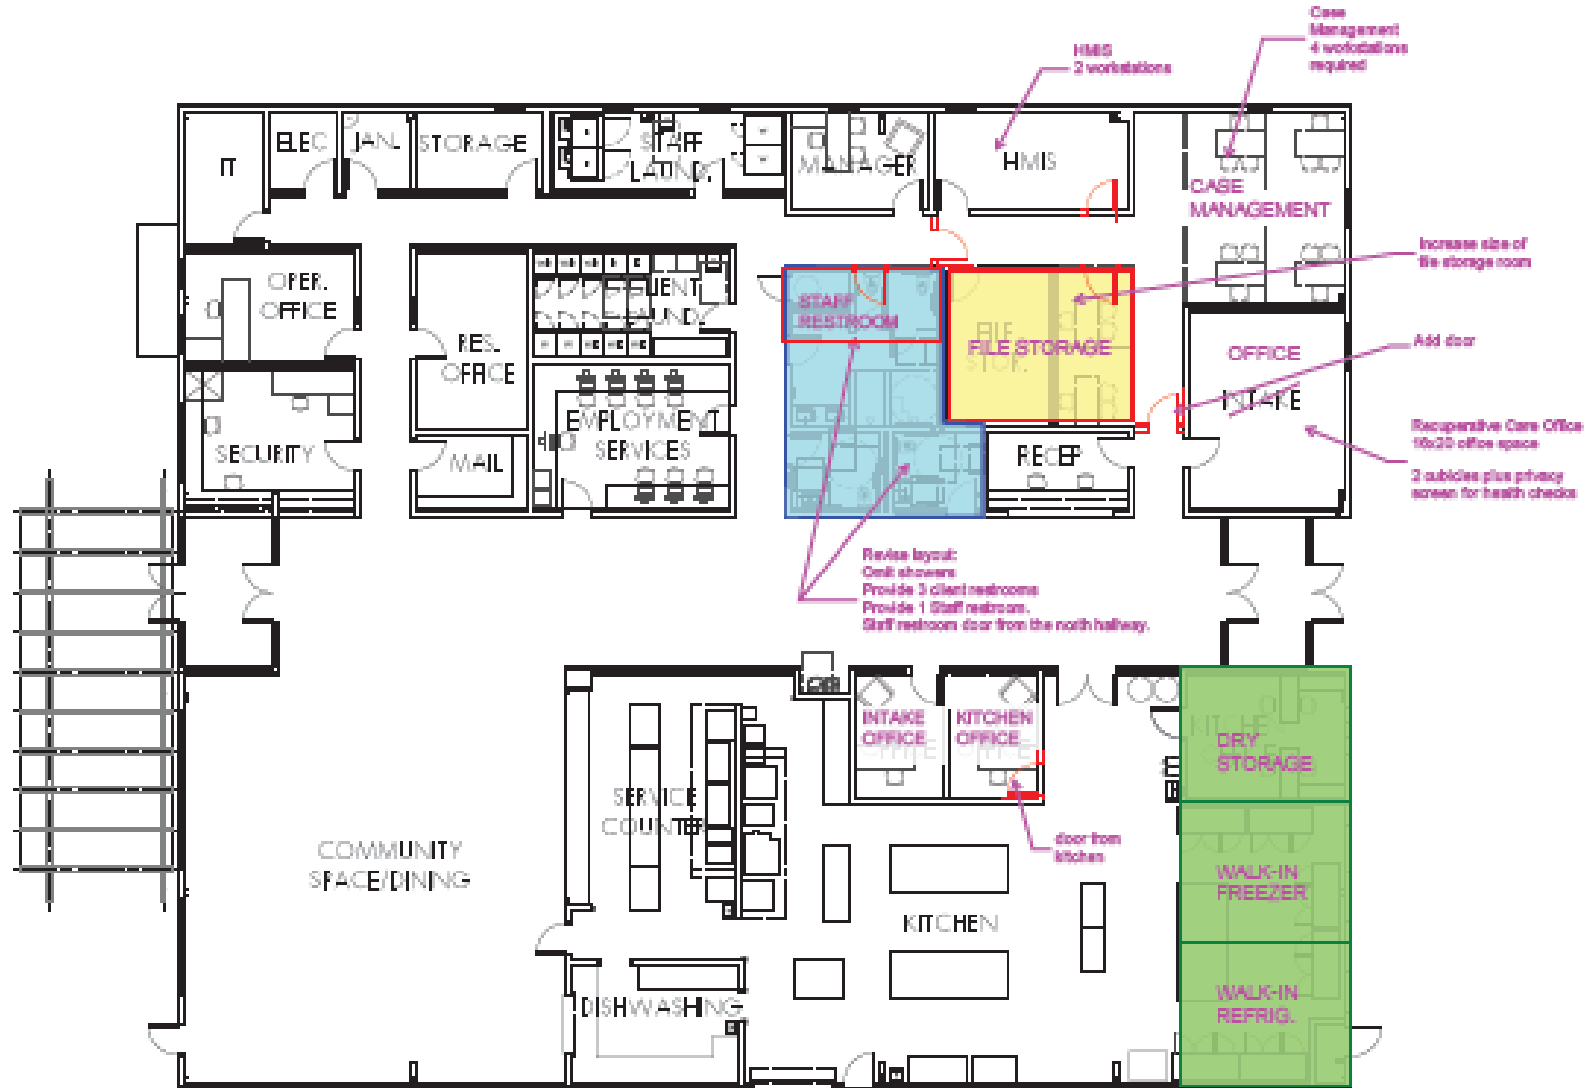 Case
Management
4 workstations
required
HMIS
2 workstations
IT
ELEC
JAN.
STORAGE
STAFF
LAUND.
MANAGER
HMIS
CASE
MANAGEMENT
Increase size of
file storage room
OPER.
OFFICE
RES.
OFFICE
CLIENT
LAUND.
STAFF
RESTROOM
FILE
STOR.
FILE STORAGE
OFFICE
INTAKE
Add door
Recuperative Care Office
16x20 office space
2 cubicles plus privacy
screen for health checks
SECURITY
MAIL
EMPLOYMENT
SERVICES
RECEP
Revise layout:
Omit showers
Provide 3 client restrooms
Provide 1 Staff restroom.
Staff restroom door from the north hallway.
INTAKE
OFFICE
KITCHEN
OFFICE
KITCHEN
DRY
STORAGE
SERVICE
COUNTER
door from
kitchen
COMMUNITY
SPACE/DINING
WALK-IN
FREEZER
KITCHEN
DISHWASHING
WALK-IN
REFRIG.